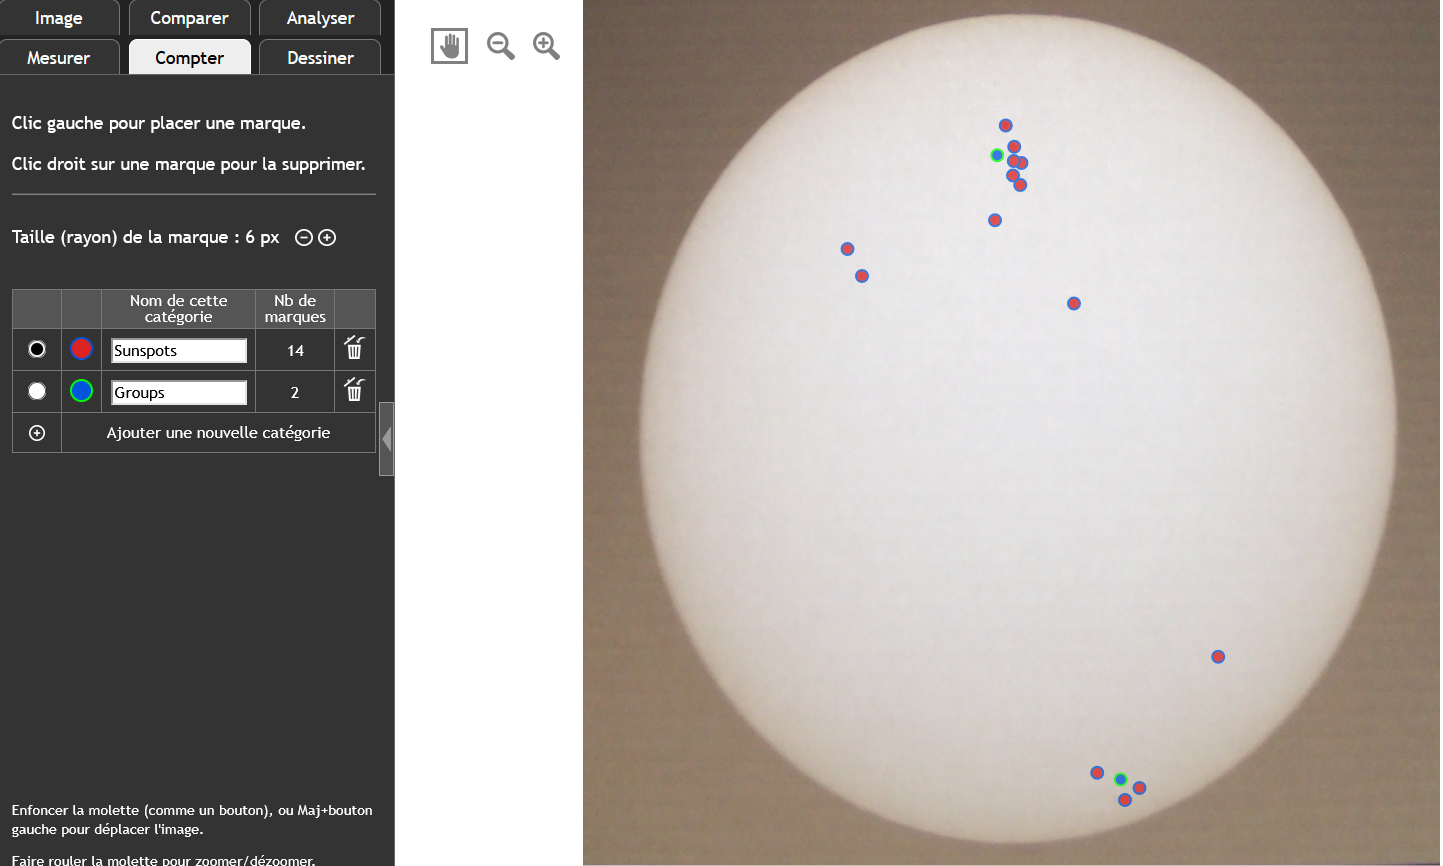 Image
Comparer
Analyser
Mesurer
Compter
Dessiner
Clic gauche pour placer une marque.
Clic droit sur une marque pour la supprimer.
Taille (rayon) de la marque : 6 px
Nom de cette
catégorie
Nb de
marques
Sunspots
14
Groups
2
Ajouter une nouvelle catégorie
Enfoncer la molette (comme un bouton), ou Maj+bouton
gauche pour déplacer l'image.
Faire rouler la molette pour zoomer/dézoomer.